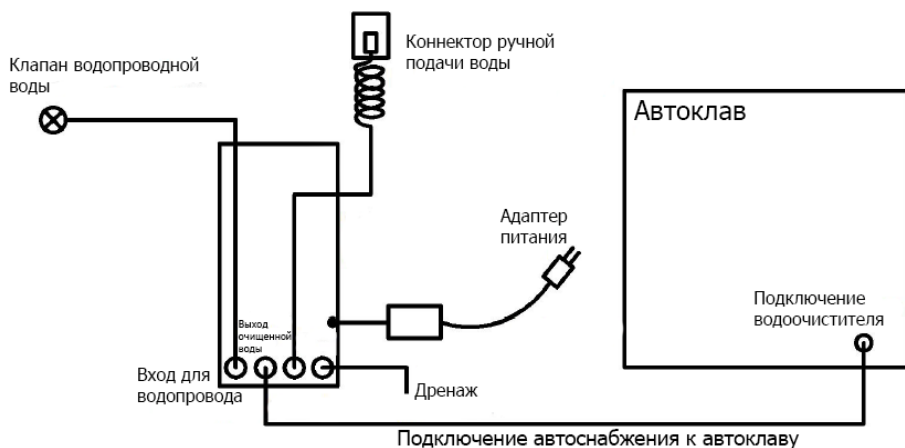 Коннектор ручной
подачи воды
Клапан водопроводной
воды
Автоклав
Адаптер
питания
Подключение
водоочистителя
Выход
очищенной
воды
Вход для
водопровода
Дренаж
Подключение автоснабжения к автоклаву